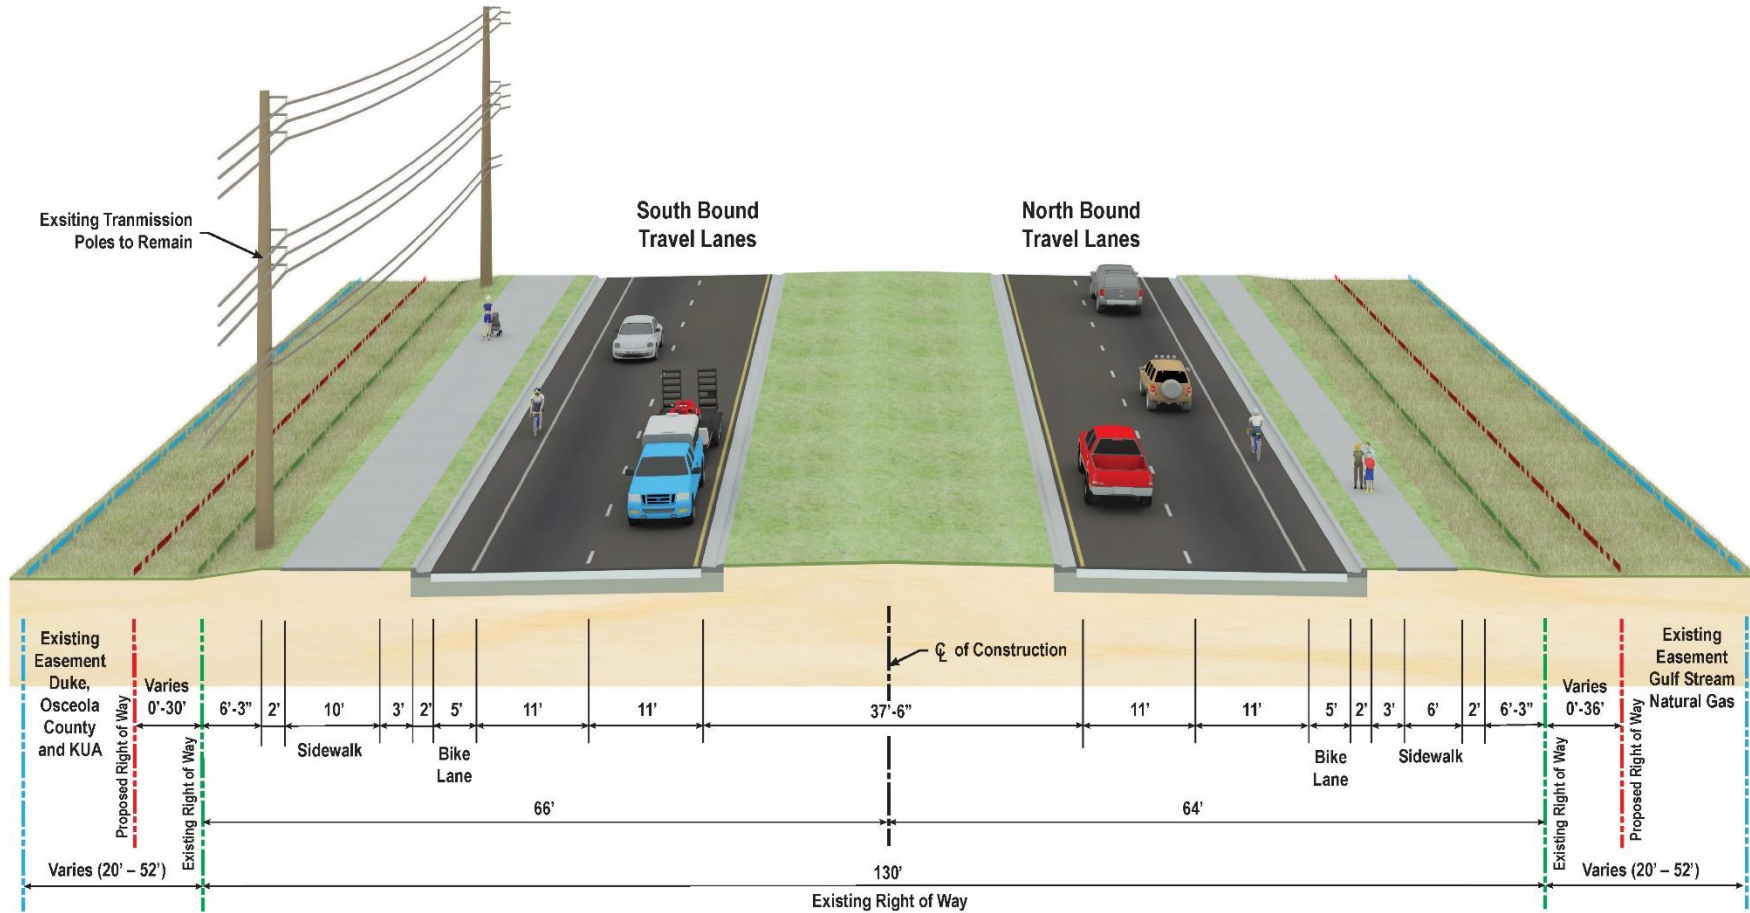 Exsiting Tranmission
Poles to Remain
South Bound
Travel Lanes
North Bound
Travel Lanes
Existing
Easement
Duke,
Osceola
County
and KUA
Proposed Right of Way
Varies
0'-30'
Existing Right of Way
6'-3"
2'
10'
Sidewalk
3'
2'
5'
Bike
Lane
11'
11'
37'-6"
℄ of Construction
11'
11'
5'
Bike
Lane
2'
3'
6'
Sidewalk
2'
6'-3"
Existing Right of Way
Varies
0'-36'
Proposed Right of Way
Existing
Easement
Gulf Stream
Natural Gas
66'
64'
Varies (20' – 52')
130'
Existing Right of Way
Varies (20' – 52')